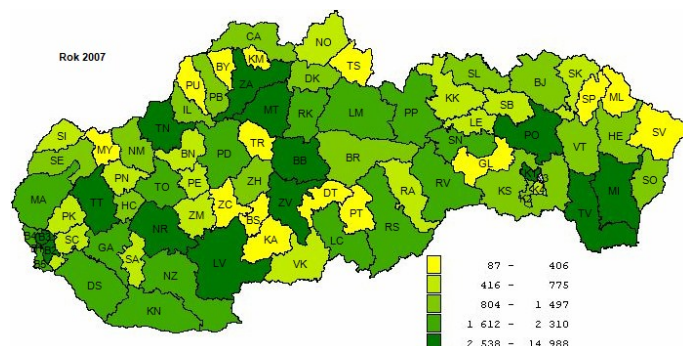 Rok 2007
CA
NO
BY
KM
TS
PU
ZA
DK
SL
SK
PB
KK
BJ
SP
ML
IL
MT
RK
LM
PP
SB
LE
SI
MY
TN
PO
SV
NM
BN
PD
TR
SN
VT
HE
SE
BB
BR
GL
PN
PE
ZH
RA
RV
SO
MA
TT
TO
HC
ZC
ZV
DT
KS
MI
PK
ZM
BS
PT
NR
RS
TV
SC
GA
SA
KA
LC
LV
VK
DS
NZ
KN
87 - 406
416 - 775
804 - 1 497
1 612 - 2 310
2 538 - 14 988